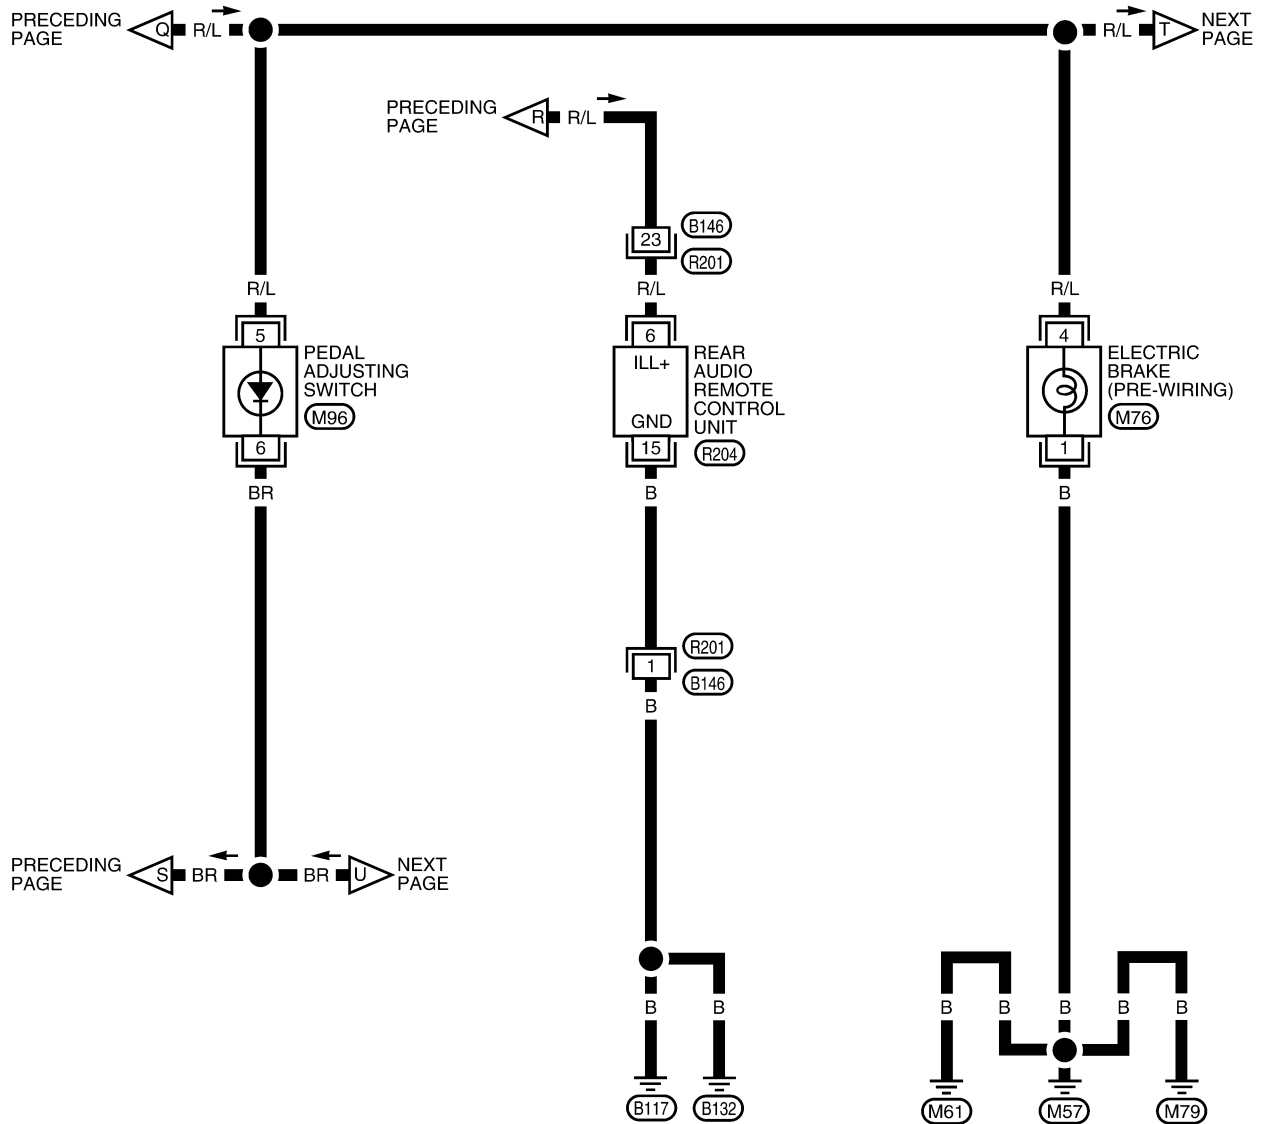 PRECEDING
PAGE
Q
R/L
R/L
T
NEXT
PAGE
PRECEDING
PAGE
R
R/L
23
B146
R201
R/L
R/L
R/L
5
PEDAL
ADJUSTING
SWITCH
M96
6
BR
6
ILL+
GND
15
REAR
AUDIO
REMOTE
CONTROL
UNIT
R204
B
4
ELECTRIC
BRAKE
(PRE-WIRING)
M76
1
B
1
R201
B146
B
PRECEDING
PAGE
S
BR
BR
U
NEXT
PAGE
B
B
B
B
B
B
B
B117
B132
M61
M57
M79